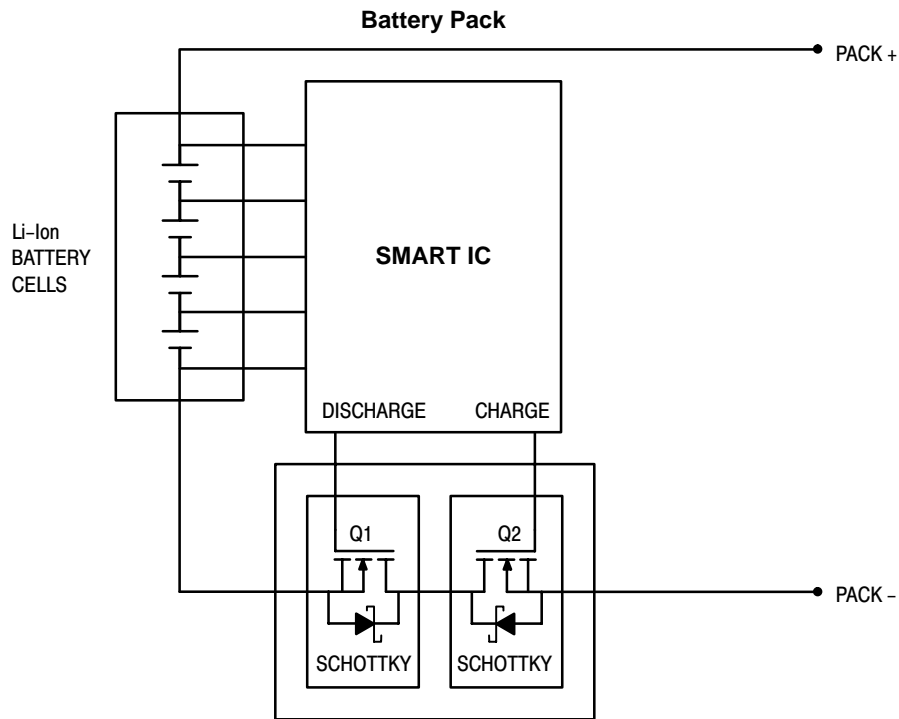 Battery Pack
PACK +
Li–Ion
BATTERY
CELLS
SMART IC
DISCHARGE
CHARGE
Q1
Q2
SCHOTTKY
SCHOTTKY
PACK –